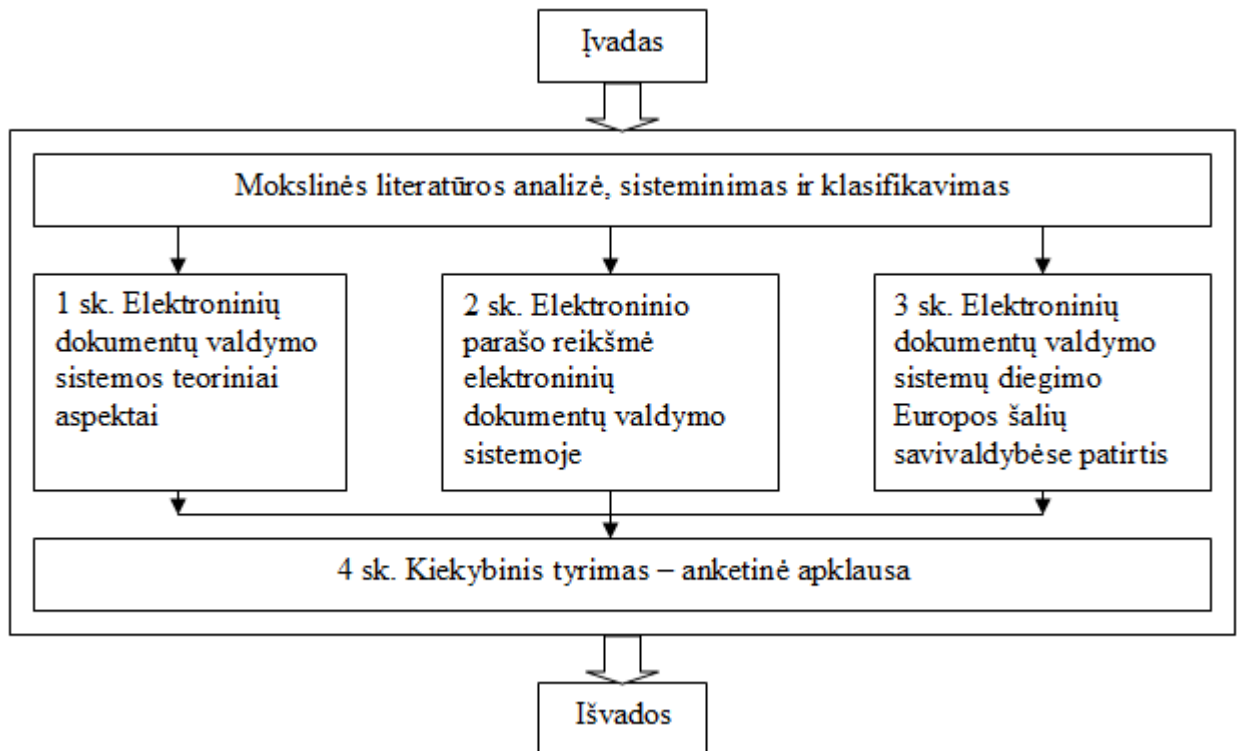 Įvadas
Mokslinės literatūros analizė, sisteminimas ir klasifikavimas
1 sk. Elektroninių
dokumentų valdymo
sistemos teoriniai
aspektai
2 sk. Elektroninio
parašo reikšmė
elektroninių
dokumentų valdymo
sistemoje
3 sk. Elektroninių
dokumentų valdymo
sistemų diegimo
Europos šalių
savivaldybėse patirtis
4 sk. Kiekybinis tyrimas – anketinė apklausa
Išvados